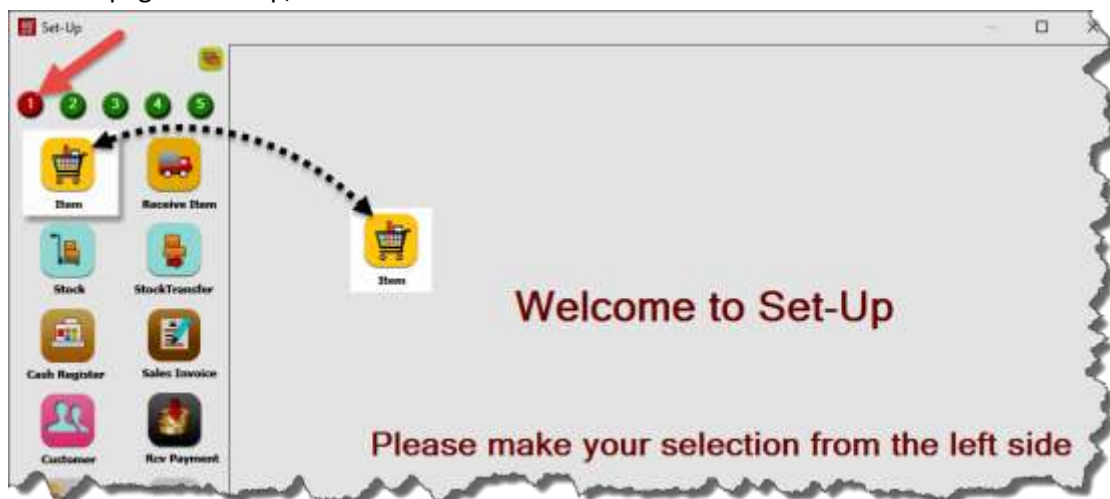 Set-Up
1 2 3 4 5
Item Receive Item
Item
Stock StockTransfer
Welcome to Set-Up
Cash Register Sales Invoice
Please make your selection from the left side
Customer Rcv Payment